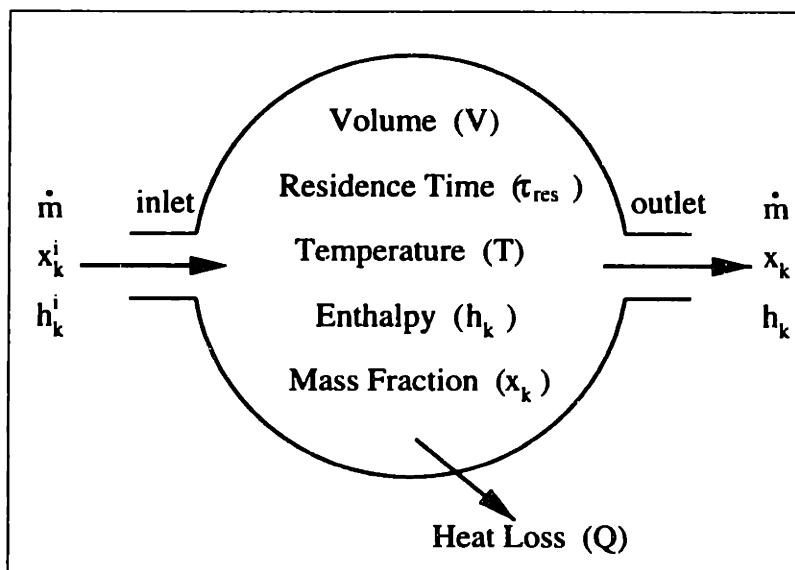 Volume (V)
Residence Time (τres)
ṁ inlet outlet ṁ
Temperature (T)
x_k^i x_k
Enthalpy (h_k)
h_k^i h_k
Mass Fraction (x_k)
Heat Loss (Q)